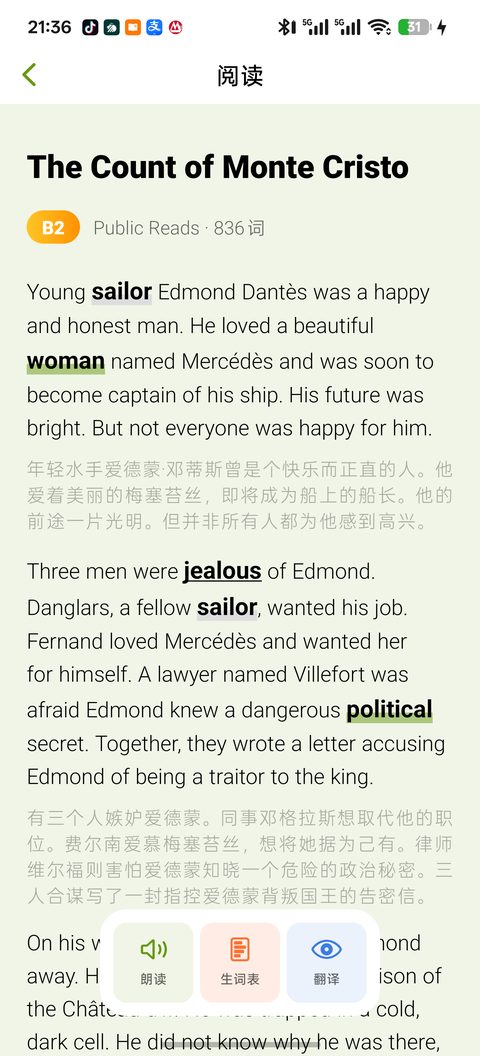 21:36
5G
5G
31
阅读
The Count of Monte Cristo
B2 Public Reads · 836 词
Young sailor Edmond Dantès was a happy
and honest man. He loved a beautiful
woman named Mercédès and was soon to
become captain of his ship. His future was
bright. But not everyone was happy for him.
年轻水手爱德蒙·邓蒂斯曾是个快乐而正直的人。他
爱着美丽的梅塞苔丝，即将成为船上的船长。他的
前途一片光明。但并非所有人都为他感到高兴。
Three men were jealous of Edmond.
Danglars, a fellow sailor, wanted his job.
Fernand loved Mercédès and wanted her
for himself. A lawyer named Villefort was
afraid Edmond knew a dangerous political
secret. Together, they wrote a letter accusing
Edmond of being a traitor to the king.
有三个人嫉妒爱德蒙。同事邓格拉斯想取代他的职
位。费尔南爱慕梅塞苔丝，想将她据为己有。律师
维尔福则害怕爱德蒙知晓一个危险的政治秘密。三
人合谋写了一封指控爱德蒙背叛国王的告密信。
On his
away.
of
the cold,
dark cell. He did not know why he was there,
朗读
生词表
翻译